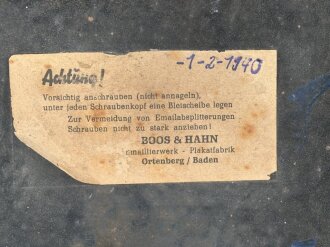 -1-2-1940
Achtung!
Vorsichtig anschrauben (nicht annageln),
unter jeden Schraubenkopf eine Bleischeibe legen
Zur Vermeidung von Emailabsplitterungen
Schrauben nicht zu stark anziehen!
BOOS & HAHN
Emaillierwerk - Plakatfabrik
Ortenberg / Baden